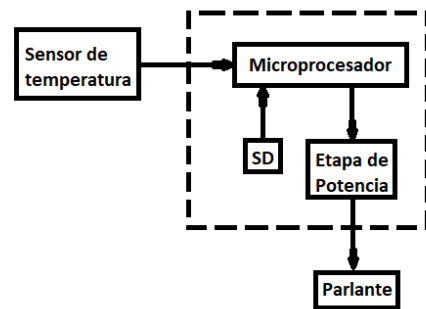 Sensor de
temperatura
Microprocesador
SD
Etapa de
Potencia
Parlante